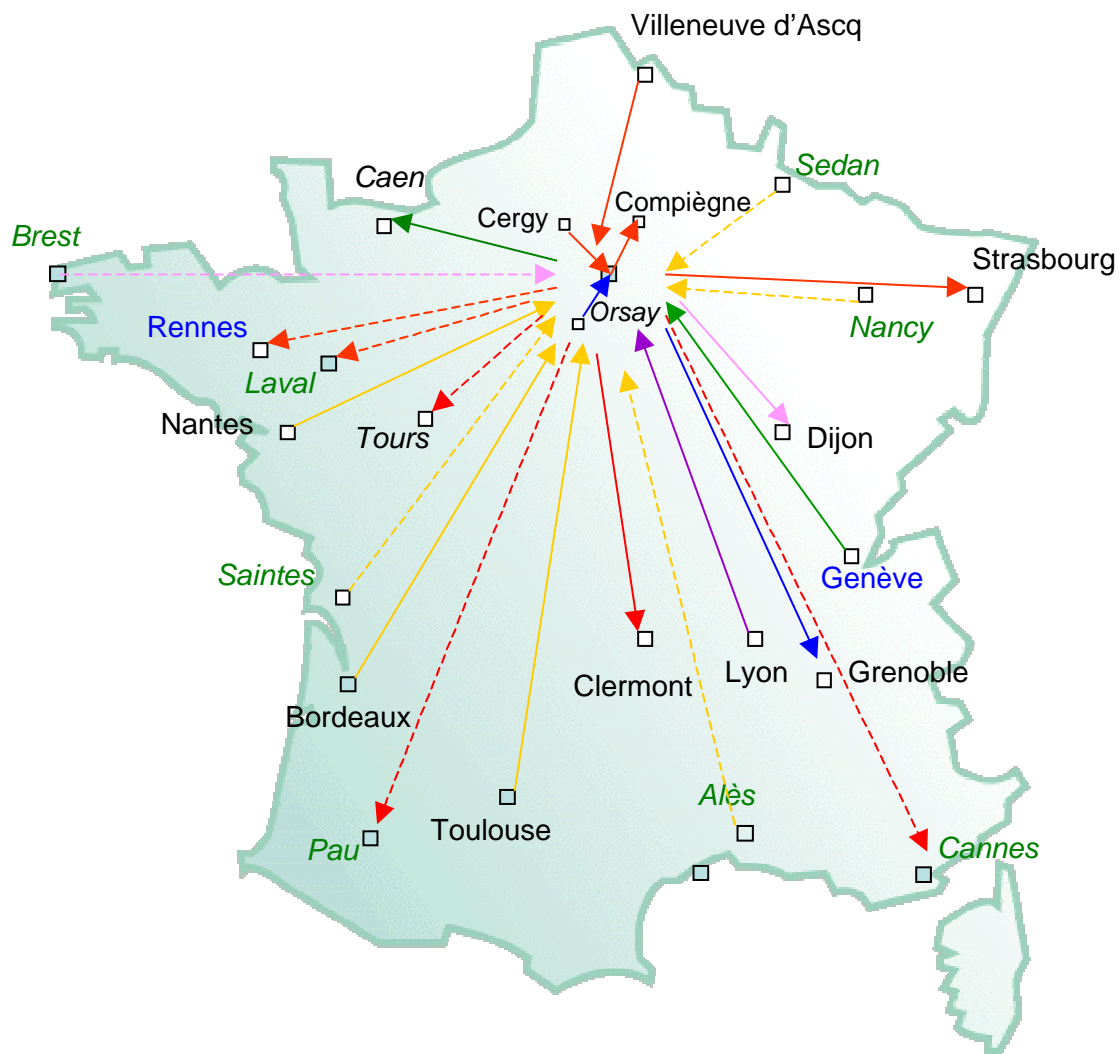 Villeneuve d'Ascq
Sedan
Caen
Compiègne
Cergy
Brest
Strasbourg
Orsay
Rennes
Nancy
Laval
Nantes
Tours
Dijon
Saintes
Genève
Lyon
Grenoble
Clermont
Bordeaux
Alès
Toulouse
Pau
Cannes